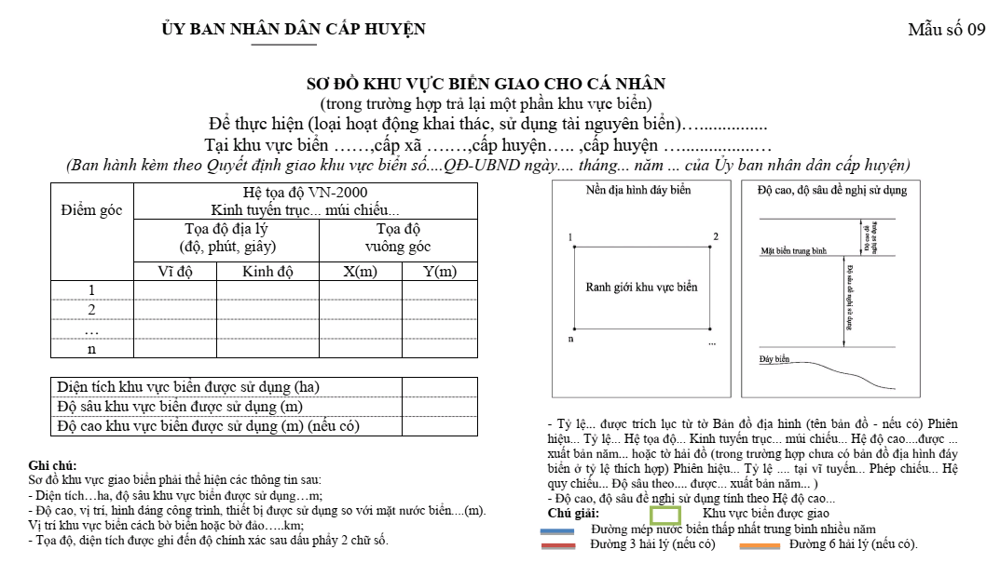 ỦY BAN NHÂN DÂN CẤP HUYỆN
Mẫu số 09
SƠ ĐỒ KHU VỰC BIỂN GIAO CHO CÁ NHÂN
(trong trường hợp trả lại một phần khu vực biển)
Để thực hiện (loại hoạt động khai thác, sử dụng tài nguyên biển)…...............
Tại khu vực biển ……,cấp xã …….,cấp huyện….. ,cấp huyện …..................…
(Ban hành kèm theo Quyết định giao khu vực biển số....QĐ-UBND ngày.... tháng... năm ... của Ủy ban nhân dân cấp huyện)
Điểm góc
Hệ tọa độ VN-2000
Kinh tuyến trục... múi chiếu...
Tọa độ địa lý
(độ, phút, giây)
Tọa độ
vuông góc
Vĩ độ
Kinh độ
X(m)
Y(m)
1
2
…
n
Diện tích khu vực biển được sử dụng (ha)
Độ sâu khu vực biển được sử dụng (m)
Độ cao khu vực biển được sử dụng (m) (nếu có)
Ghi chú:
Sơ đồ khu vực giao biển phải thể hiện các thông tin sau:
- Diện tích…ha, độ sâu khu vực biển được sử dụng…m;
- Độ cao, vị trí, hình dáng công trình, thiết bị được sử dụng so với mặt nước biển....(m).
Vị trí khu vực biển cách bờ biển hoặc bờ đảo…..km;
- Tọa độ, diện tích được ghi đến độ chính xác sau dấu phẩy 2 chữ số.
Nền địa hình đáy biển
1
2
Ranh giới khu vực biển
n
...
Độ cao, độ sâu đề nghị sử dụng
Độ cao đề
nghị sử dụng
Mặt biển trung bình
Độ sâu đề nghị sử dụng
Đáy biển
- Tỷ lệ... được trích lục từ tờ Bản đồ địa hình (tên bản đồ - nếu có) Phiên
hiệu... Tỷ lệ... Hệ tọa độ... Kinh tuyến trục... múi chiếu... Hệ độ cao....được ...
xuất bản năm... hoặc tờ hải đồ (trong trường hợp chưa có bản đồ địa hình đáy
biển ở tỷ lệ thích hợp) Phiên hiệu... Tỷ lệ .... tại vĩ tuyến... Phép chiếu... Hệ
quy chiếu... Độ sâu theo.... được... xuất bản năm... )
- Độ cao, độ sâu đề nghị sử dụng tính theo Hệ độ cao...
Chú giải: Khu vực biển được giao
Đường mép nước biển thấp nhất trung bình nhiều năm
Đường 3 hải lý (nếu có) Đường 6 hải lý (nếu có).